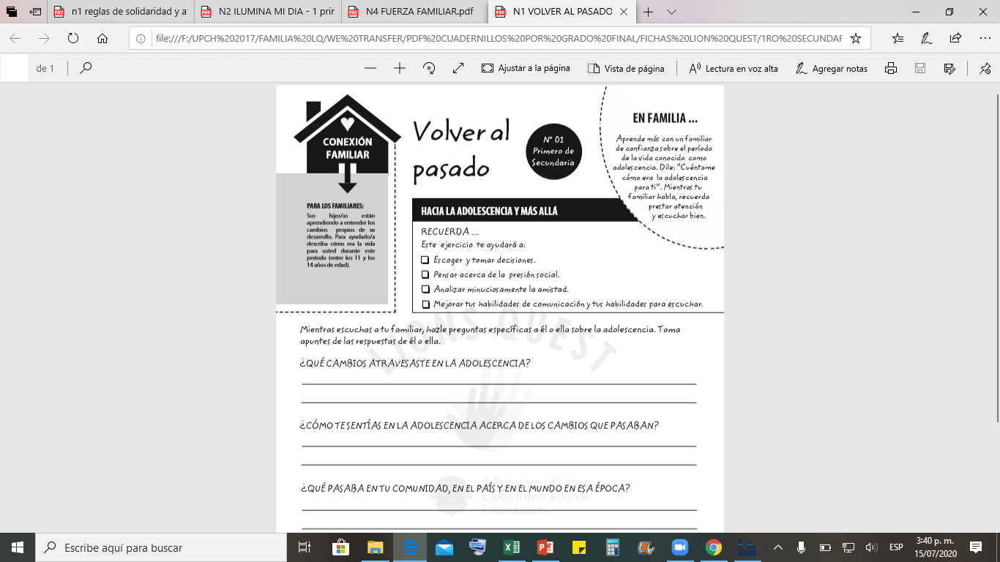 n1 reglas de solidaridad y a
N2 ILUMINA MI DIA - 1 prir
N4 FUERZA FAMILIAR.pdf
N1 VOLVER AL PASADO
file:///F:/UPCH%202017/FAMILIA%20LQ/WE%20TRANSFER/PDF%20CUADERNILLOS%20POR%20GRADO%20FINAL/FICHAS%20LION%20QUEST/1RO%20SECUNDAR
de 1
Ajustar a la página
Vista de página
Lectura en voz alta
Agregar notas
CONEXIÓN
FAMILIAR
PARA LOS FAMILIARES:
Sus hijos/as están
aprendiendo a entender los
cambios propios de su
desarrollo. Para ayudarlo/a
describa cómo era la vida
para usted durante este
período (entre los 11 y los
14 años de edad).
Volver al
pasado
N° 01
Primero de
Secundaria
EN FAMILIA ...
Aprende más con un familiar
de confianza sobre el período
de la vida conocido como
adolescencia. Dile: "Cuéntame
cómo era la adolescencia
para ti". Mientras tu
familiar habla, recuerda
prestar atención
y escuchar bien.
HACIA LA ADOLESCENCIA Y MÁS ALLÁ
RECUERDA ...
Este ejercicio te ayudará a:
Escoger y tomar decisiones.
Pensar acerca de la presión social.
Analizar minuciosamente la amistad.
Mejorar tus habilidades de comunicación y tus habilidades para escuchar.
LIONS QUEST
Mientras escuchas a tu familiar, hazle preguntas específicas a él o ella sobre la adolescencia. Toma
apuntes de las respuestas de él o ella.
¿QUÉ CAMBIOS ATRAVESASTE EN LA ADOLESCENCIA?
¿CÓMO TE SENTÍAS EN LA ADOLESCENCIA ACERCA DE LOS CAMBIOS QUE PASABAN?
A Program of Lions
¿QUÉ PASABA EN TU COMUNIDAD, EN EL PAÍS Y EN EL MUNDO EN ESA ÉPOCA?
Clubs International
Foundation
Escribe aquí para buscar
ESP
3:40 p. m.
15/07/2020